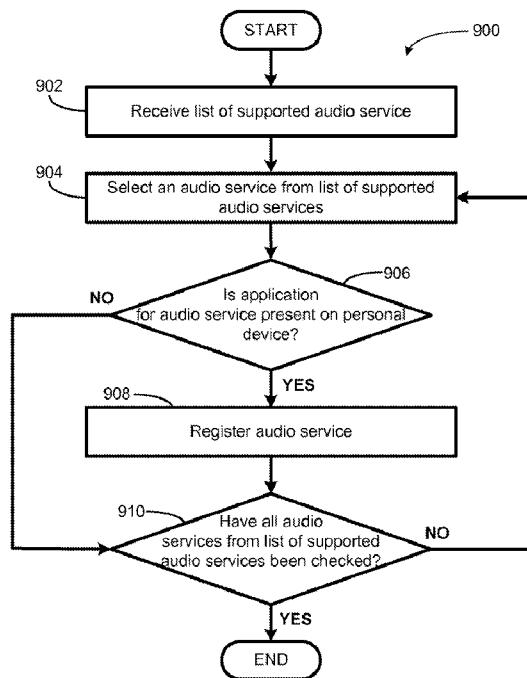 START
900
902
Receive list of supported audio service
904
Select an audio service from list of supported
audio services
906
NO
Is application
for audio service present on personal
device?
YES
908
Register audio service
910
Have all audio
services from list of supported
audio services been checked?
NO
YES
END